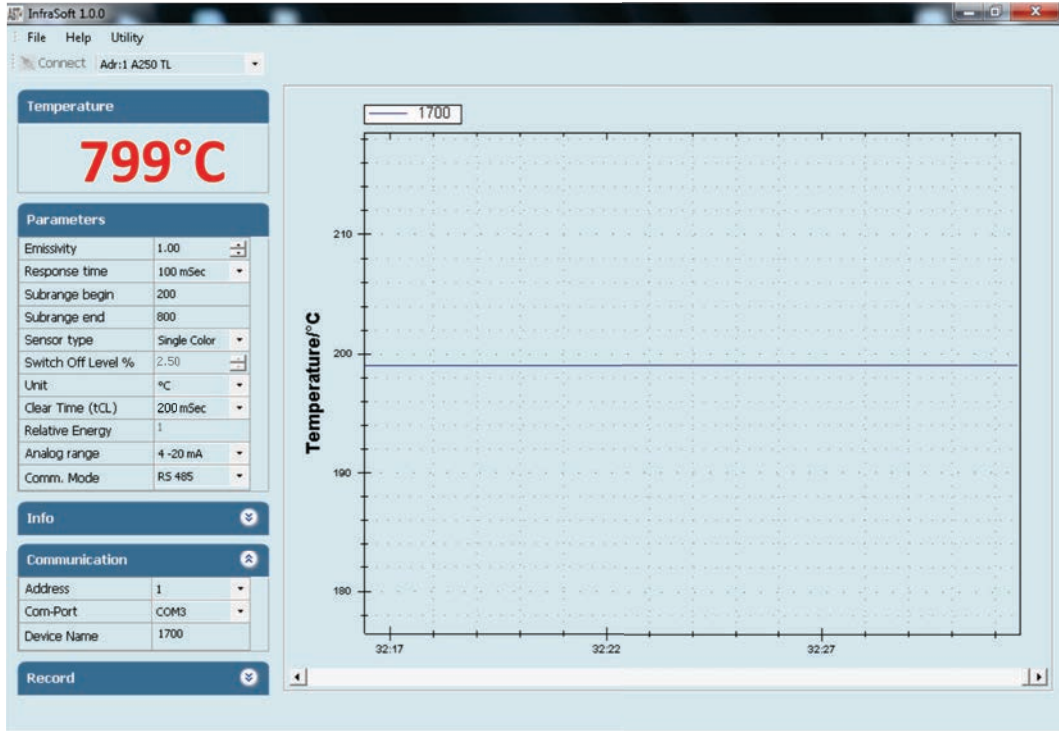 InfraSoft 1.0.0
File Help Utility
Connect Adr:1 A250 TL
Temperature
799°C
Parameters
Emissivity 1.00
Response time 100 mSec
Subrange begin 200
Subrange end 800
Sensor type Single Color
Switch Off Level % 2.50
Unit °C
Clear Time (tCL) 200 mSec
Relative Energy 1
Analog range 4 -20 mA
Comm. Mode RS 485
Info
Communication
Address 1
Com-Port COM3
Device Name 1700
Record
1700
Temperature/°C
210
200
190
180
32:17 32:22 32:27